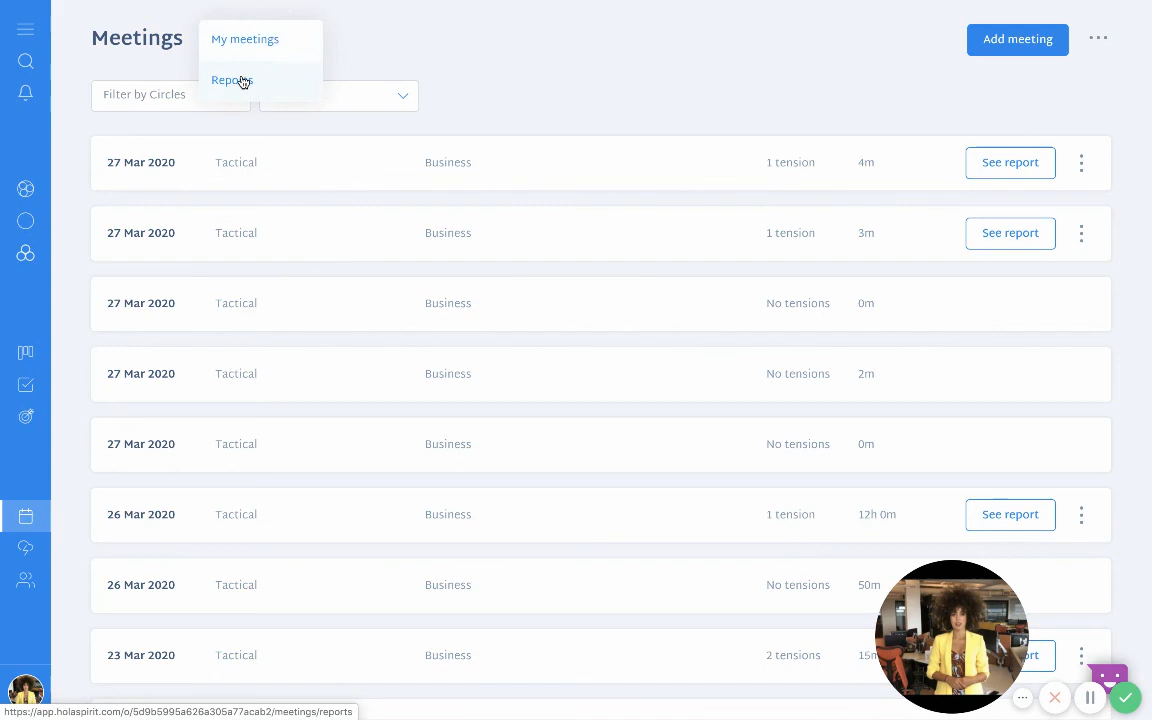 Meetings
My meetings
Reports
Add meeting
Filter by Circles
27 Mar 2020 Tactical Business 1 tension 4m See report
27 Mar 2020 Tactical Business 1 tension 3m See report
27 Mar 2020 Tactical Business No tensions 0m
27 Mar 2020 Tactical Business No tensions 2m
27 Mar 2020 Tactical Business No tensions 0m
26 Mar 2020 Tactical Business 1 tension 12h 0m See report
26 Mar 2020 Tactical Business No tensions 50m
23 Mar 2020 Tactical Business 2 tensions
https://app.holaspirit.com/o/5d9b5995a626a305a77acab2/meetings/reports